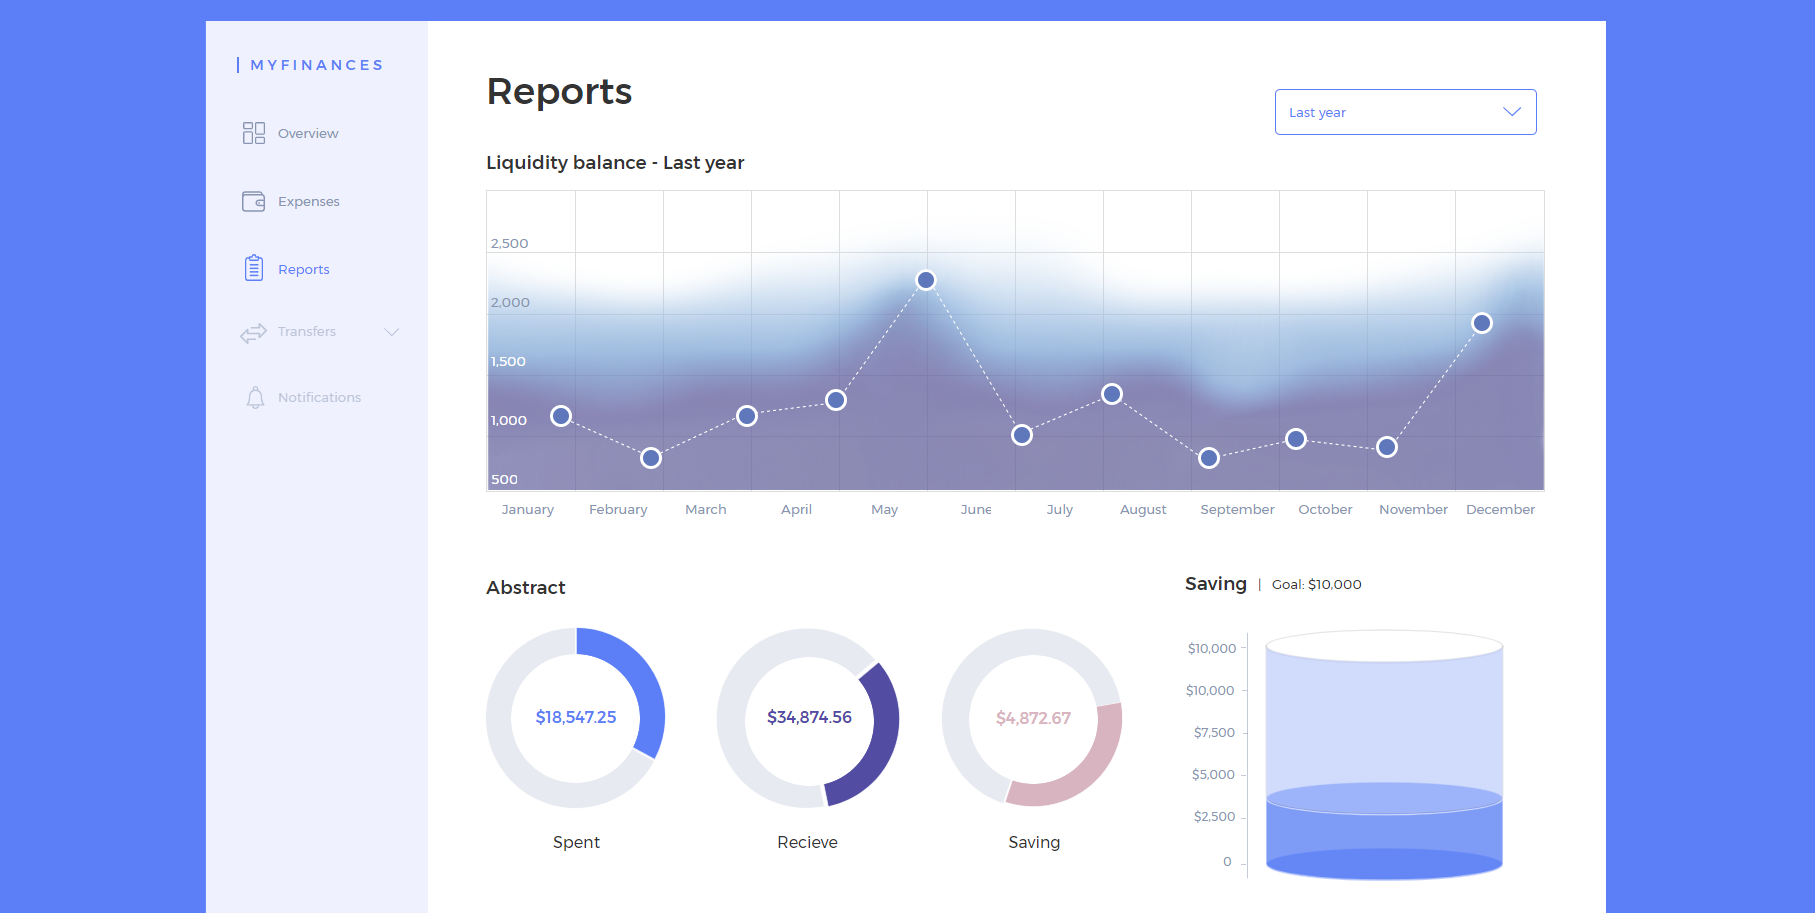 MYFINANCES
Overview
Expenses
Reports
Transfers
Notifications
Reports
Last year
Liquidity balance - Last year
2,500
2,000
1,500
1,000
500
January February March April May June July August September October November December
Abstract
$18,547.25
Spent
$34,874.56
Recieve
$4,872.67
Saving
Saving | Goal: $10,000
$10,000
$10,000
$7,500
$5,000
$2,500
0